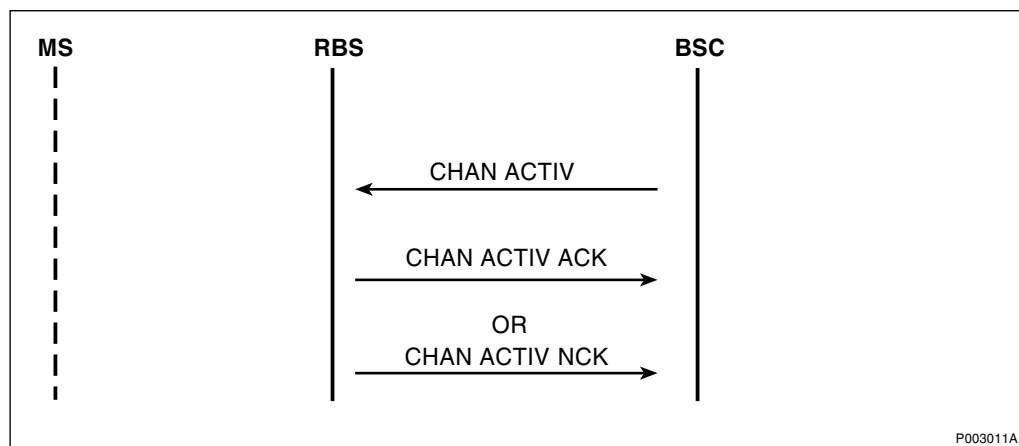 MS RBS BSC
CHAN ACTIV
CHAN ACTIV ACK
OR
CHAN ACTIV NCK
P003011A